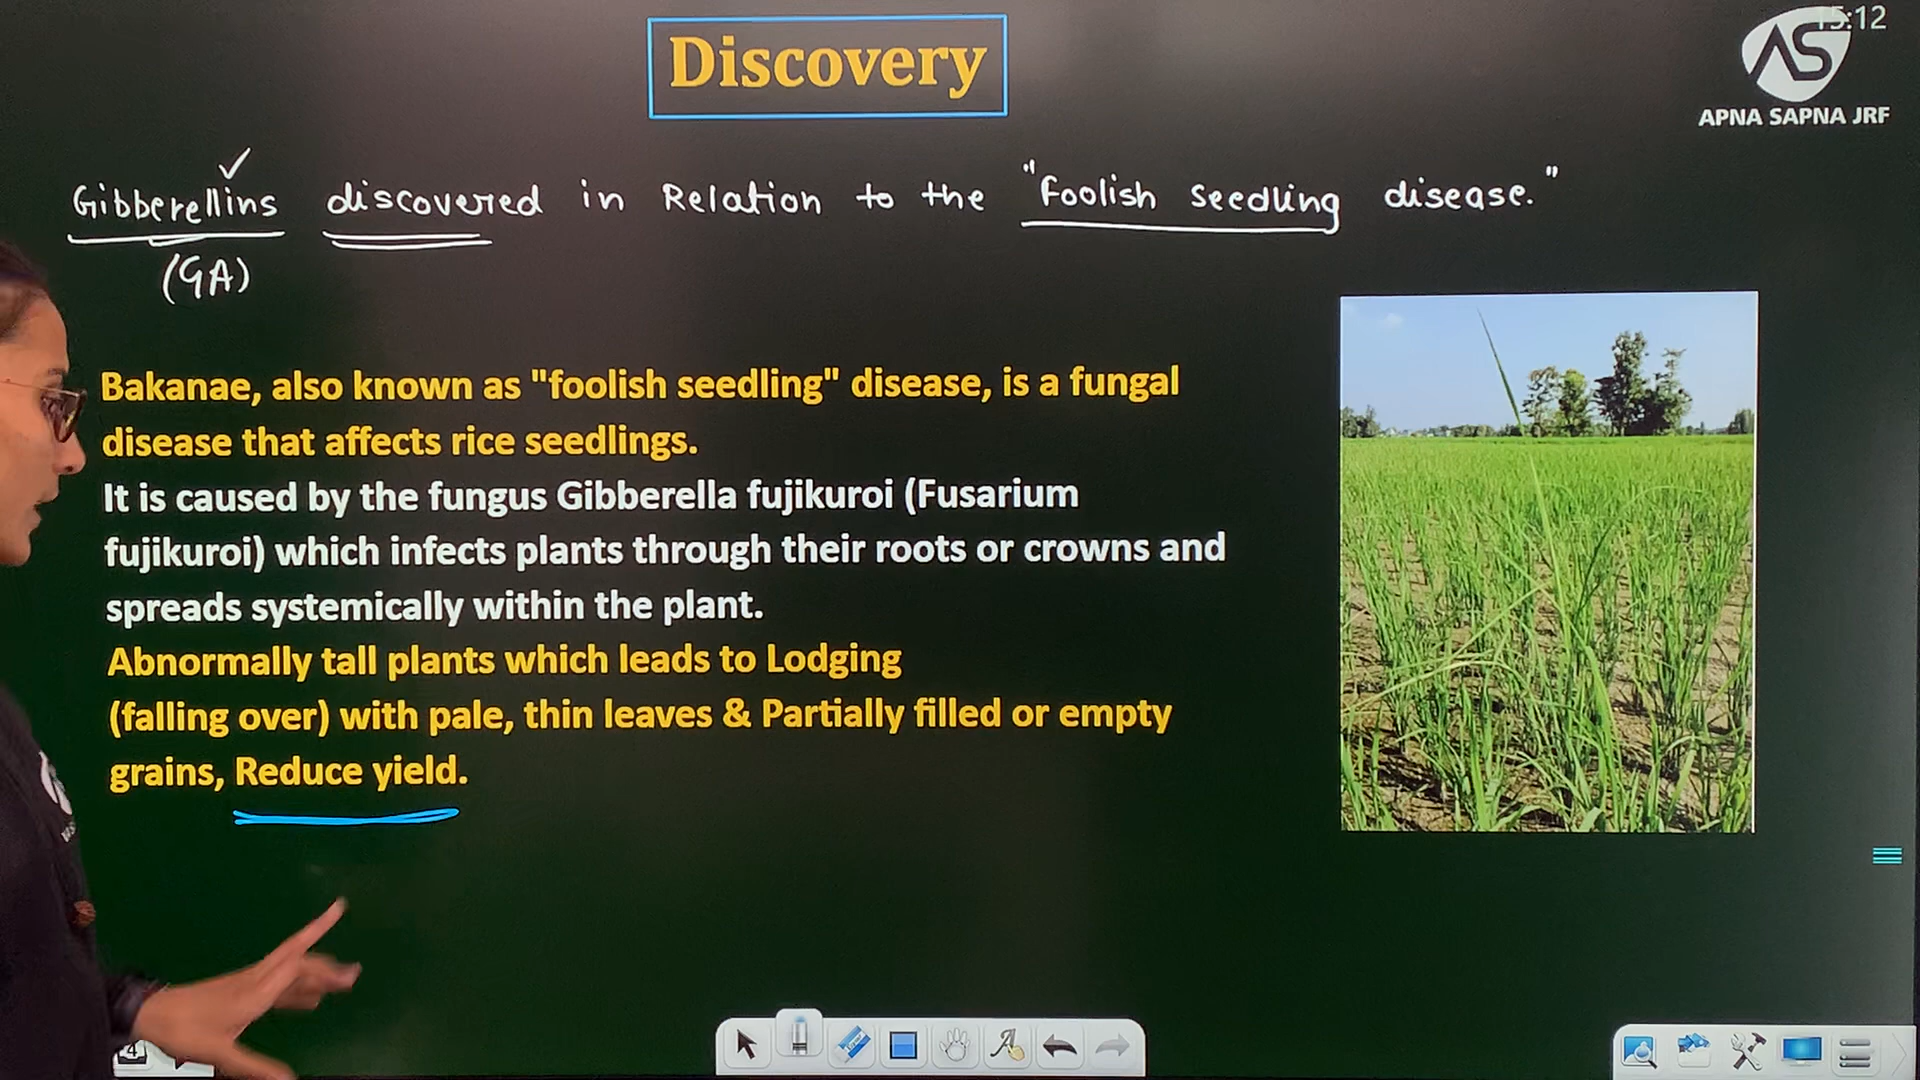 15:12
Discovery
APNA SAPNA JRF
Gibberellins discovered in Relation to the "foolish seedling disease."
(GA)
Bakanae, also known as "foolish seedling" disease, is a fungal
disease that affects rice seedlings.
It is caused by the fungus Gibberella fujikuroi (Fusarium
fujikuroi) which infects plants through their roots or crowns and
spreads systemically within the plant.
Abnormally tall plants which leads to Lodging
(falling over) with pale, thin leaves & Partially filled or empty
grains, Reduce yield.
4